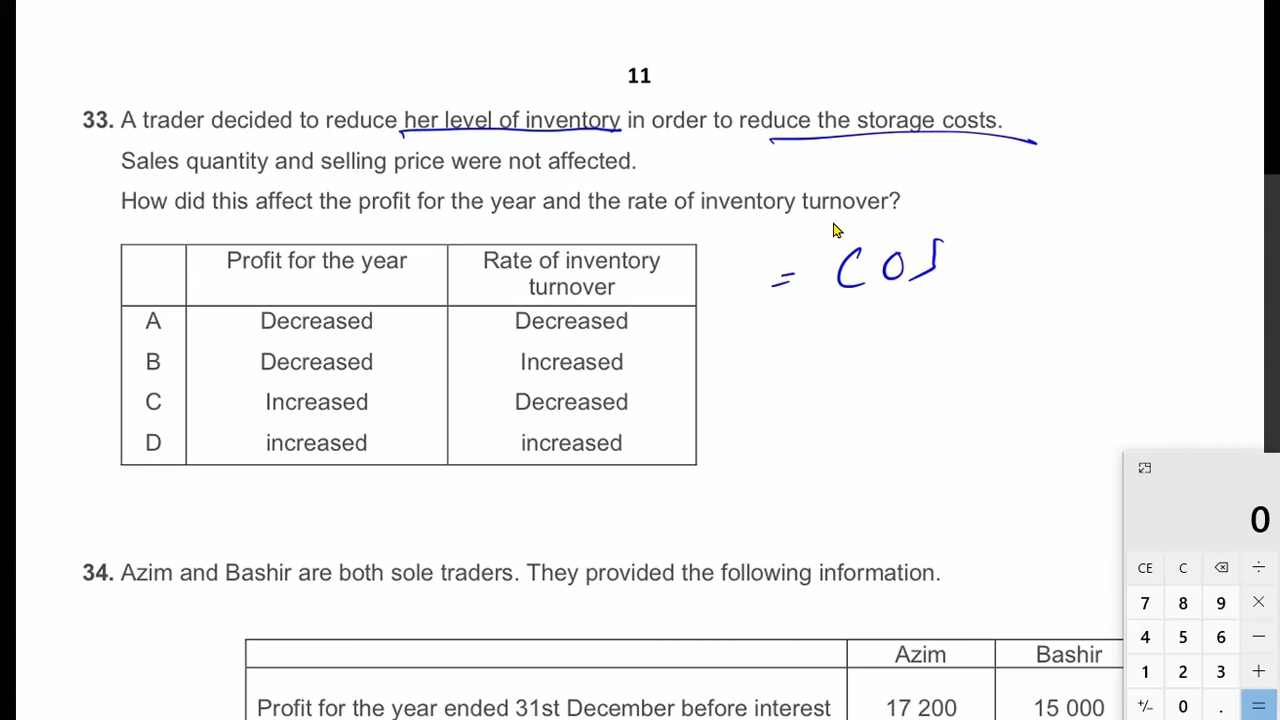 11
33. A trader decided to reduce her level of inventory in order to reduce the storage costs.
Sales quantity and selling price were not affected.
How did this affect the profit for the year and the rate of inventory turnover?
= COS
Profit for the year Rate of inventory turnover
A Decreased Decreased
B Decreased Increased
C Increased Decreased
D increased increased
34. Azim and Bashir are both sole traders. They provided the following information.
Azim Bashir
Profit for the year ended 31st December before interest 17 200 15 000
0
CE C ⌫ ÷
7 8 9 ×
4 5 6 −
1 2 3 +
+/− 0 . =